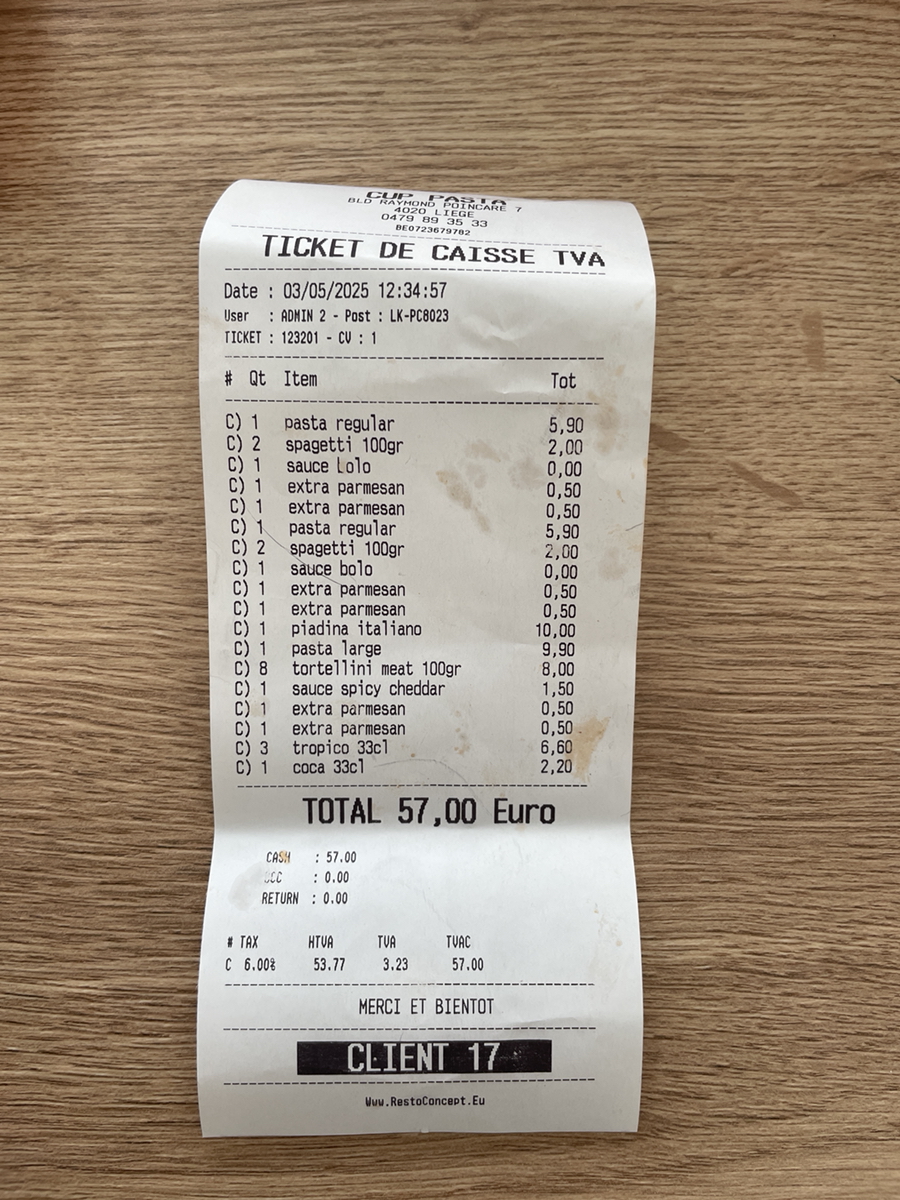 CUP PASTA
BLD RAYMOND POINCARE 7
4020 LIEGE
0479 89 35 33
BE0723679782
TICKET DE CAISSE TVA
Date : 03/05/2025 12:34:57
User : ADMIN 2 - Post : LK-PC8023
TICKET : 123201 - CV : 1
# Qt Item Tot
C) 1 pasta regular 5,90
C) 2 spagetti 100gr 2,00
C) 1 sauce bolo 0,00
C) 1 extra parmesan 0,50
C) 1 extra parmesan 0,50
C) 1 pasta regular 5,90
C) 2 spagetti 100gr 2,00
C) 1 sauce bolo 0,00
C) 1 extra parmesan 0,50
C) 1 extra parmesan 0,50
C) 1 piadina italiano 10,00
C) 1 pasta large 9,90
C) 8 tortellini meat 100gr 8,00
C) 1 sauce spicy cheddar 1,50
C) 1 extra parmesan 0,50
C) 1 extra parmesan 0,50
C) 3 tropico 33cl 6,60
C) 1 coca 33cl 2,20
TOTAL 57,00 Euro
CASH : 57.00
: 0.00
RETURN : 0.00
# TAX HTVA TVA TVAC
C 6.00% 53.77 3.23 57.00
MERCI ET BIENTOT
CLIENT 17
Www.RestoConcept.Eu